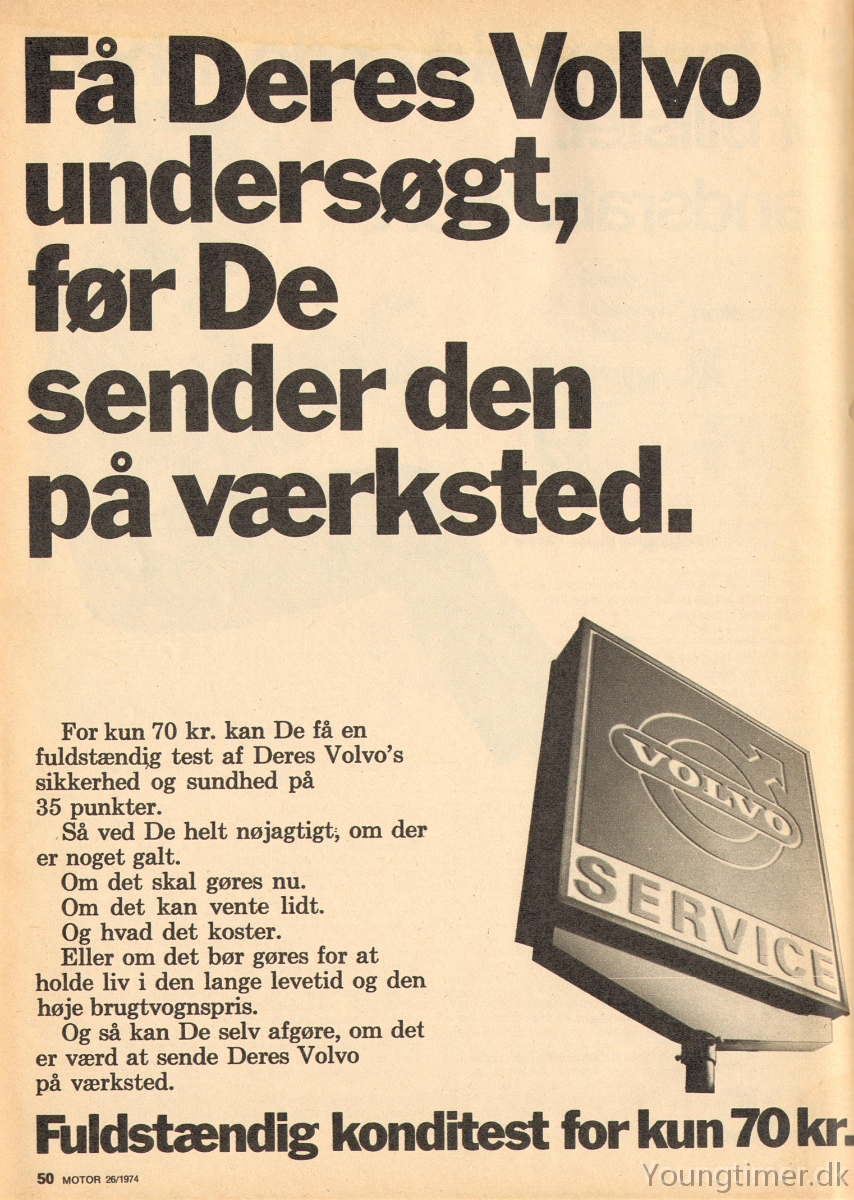 Få Deres Volvo
undersøgt,
før De
sender den
på værksted.
For kun 70 kr. kan De få en
fuldstændig test af Deres Volvo's
sikkerhed og sundhed på
35 punkter.
Så ved De helt nøjagtigt, om der
er noget galt.
Om det skal gøres nu.
Om det kan vente lidt.
Og hvad det koster.
Eller om det bør gøres for at
holde liv i den lange levetid og den
høje brugtvognspris.
Og så kan De selv afgøre, om det
er værd at sende Deres Volvo
på værksted.
VOLVO
SERVICE
Fuldstændig konditest for kun 70 kr.
50 MOTOR 26/1974
Youngtimer.dk